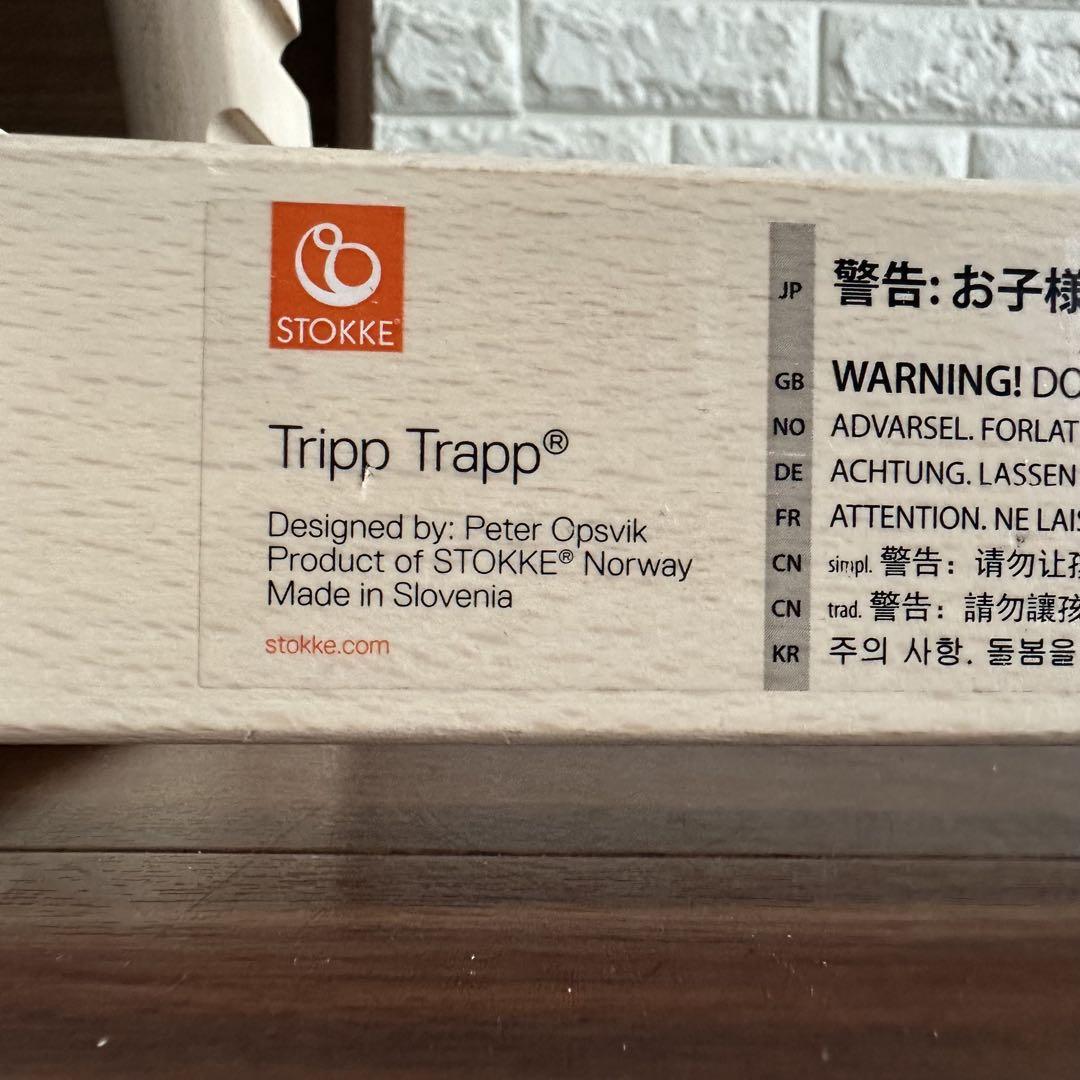 STOKKE
Tripp Trapp®
Designed by: Peter Opsvik
Product of STOKKE® Norway
Made in Slovenia
stokke.com
JP 警告: お子様
GB WARNING! DO
NO ADVARSEL. FORLAT
DE ACHTUNG. LASSEN
FR ATTENTION. NE LAIS
CN simpl. 警告：请勿让孩
CN trad. 警告：請勿讓孩
KR 주의 사항. 돌봄을